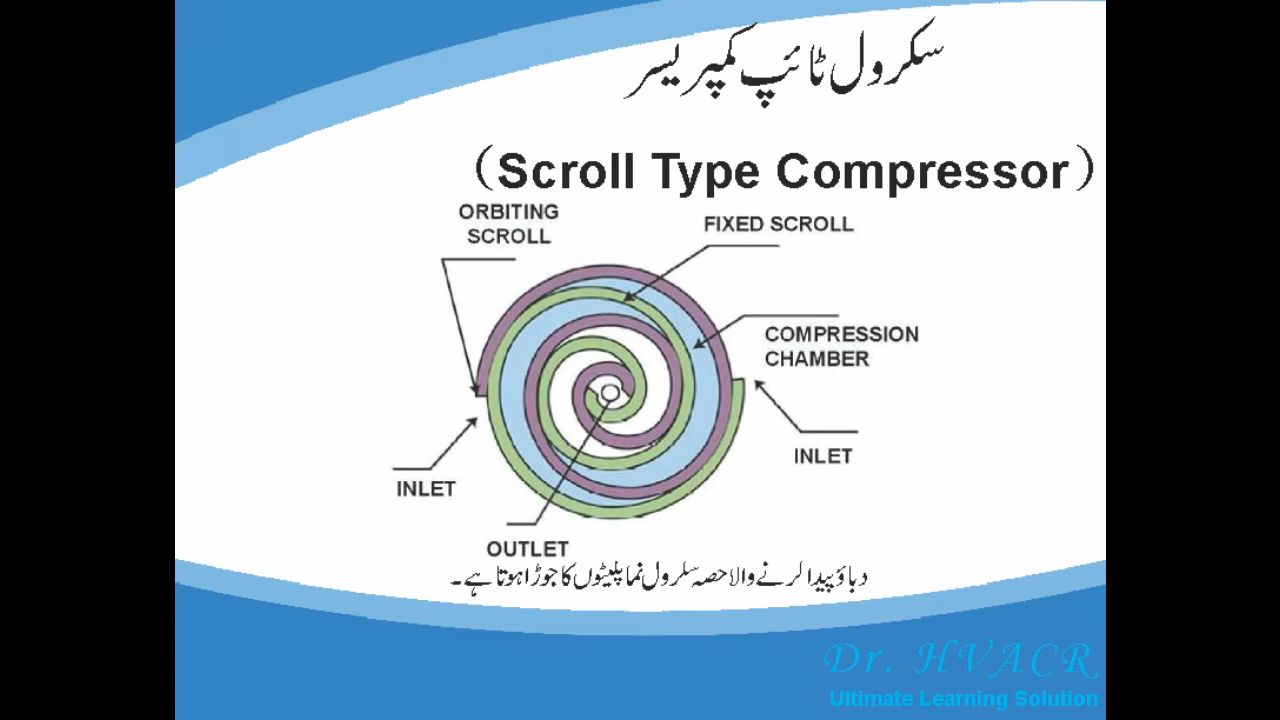 سکرول ٹائپ کمپریسر
(Scroll Type Compressor)
ORBITING
SCROLL
FIXED SCROLL
COMPRESSION
CHAMBER
INLET
INLET
OUTLET
دباؤ پیدا کرنے والا حصہ سکرول نما پلیٹوں کا جوڑا ہوتا ہے۔
Dr. HVACR
Ultimate Learning Solution